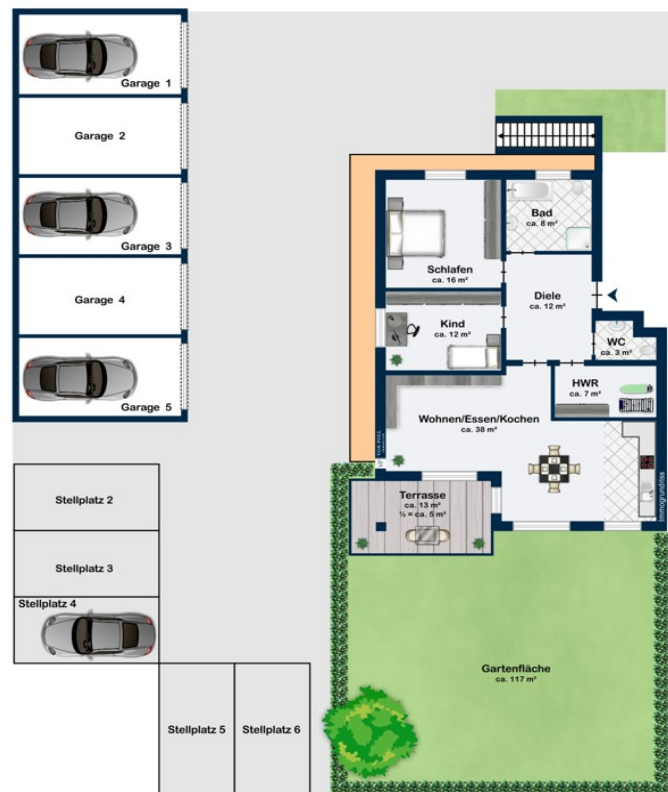 Garage 1
Garage 2
Garage 3
Garage 4
Garage 5
Bad
ca. 8 m²
Schlafen
ca. 16 m²
Diele
ca. 12 m²
Kind
ca. 12 m²
WC
ca. 3 m²
HWR
ca. 7 m²
Wohnen/Essen/Kochen
ca. 38 m²
Terrasse
ca. 13 m²
½ = ca. 5 m²
Immogrundriss
Stellplatz 2
Stellplatz 3
Stellplatz 4
Stellplatz 5
Stellplatz 6
Gartenfläche
ca. 117 m²